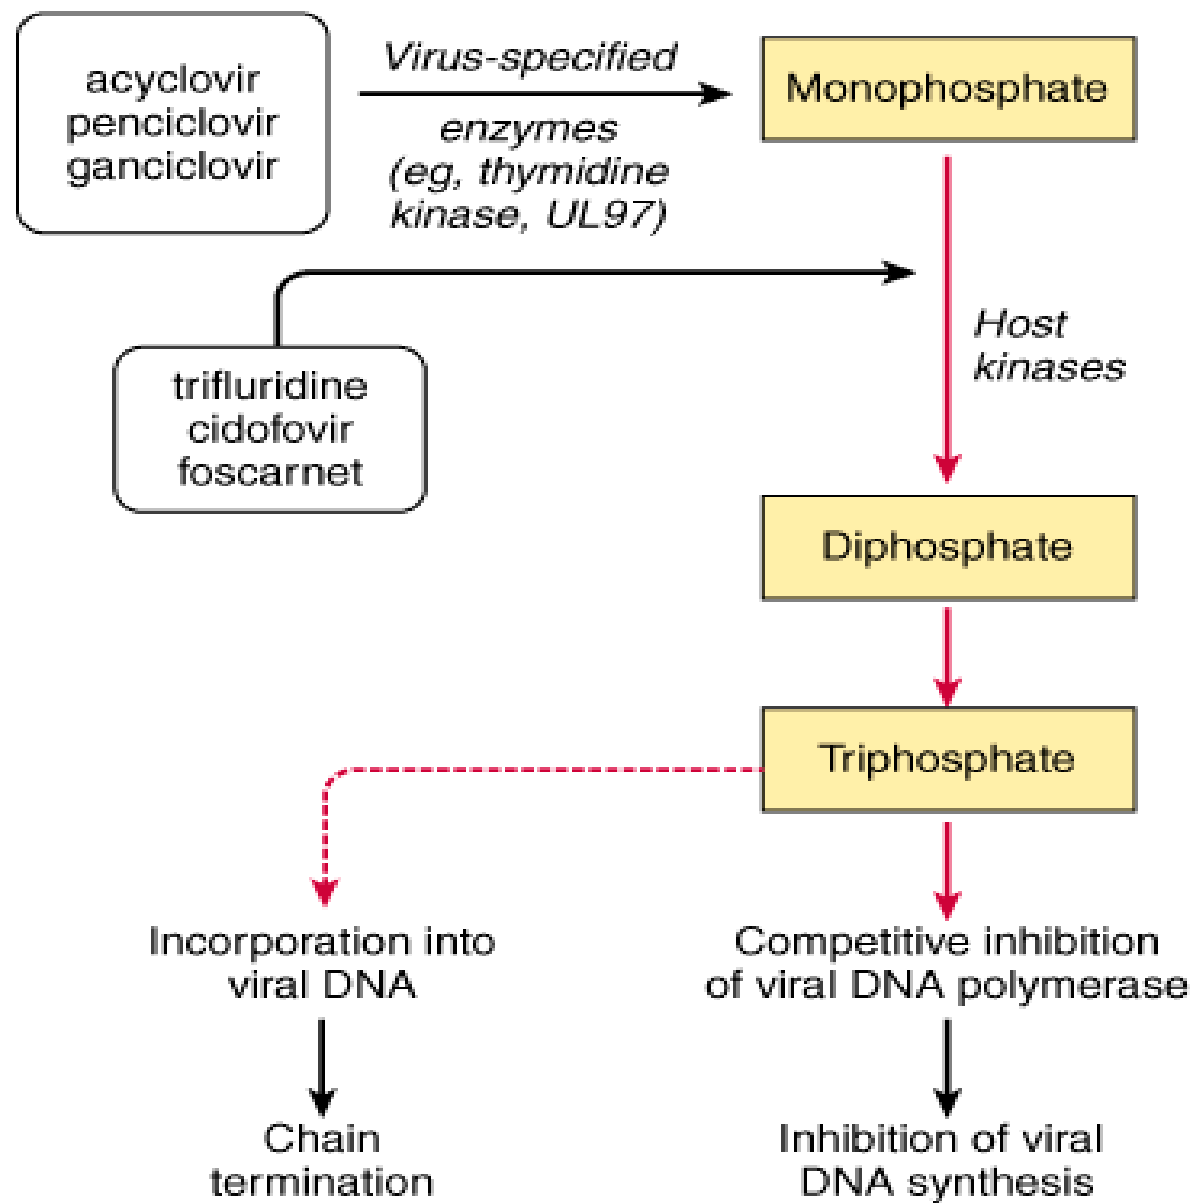 acyclovir
penciclovir
ganciclovir
Virus-specified
enzymes
(eg, thymidine
kinase, UL97)
Monophosphate
trifluridine
cidofovir
foscarnet
Host
kinases
Diphosphate
Triphosphate
Incorporation into
viral DNA
Competitive inhibition
of viral DNA polymerase
Chain
termination
Inhibition of viral
DNA synthesis